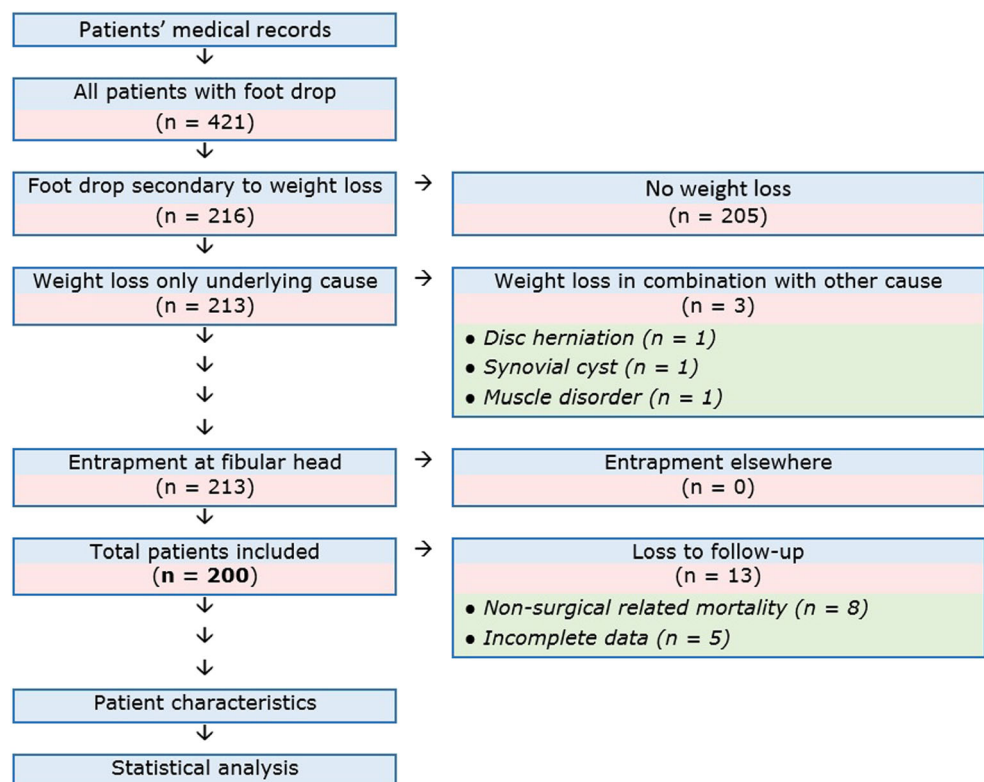 Patients' medical records
↓
All patients with foot drop
(n = 421)
↓
Foot drop secondary to weight loss → No weight loss
(n = 216) (n = 205)
↓
Weight loss only underlying cause → Weight loss in combination with other cause
(n = 213) (n = 3)
↓ • Disc herniation (n = 1)
↓ • Synovial cyst (n = 1)
↓ • Muscle disorder (n = 1)
↓
Entrapment at fibular head → Entrapment elsewhere
(n = 213) (n = 0)
↓
Total patients included → Loss to follow-up
(n = 200) (n = 13)
↓ • Non-surgical related mortality (n = 8)
↓ • Incomplete data (n = 5)
↓
Patient characteristics
↓
Statistical analysis